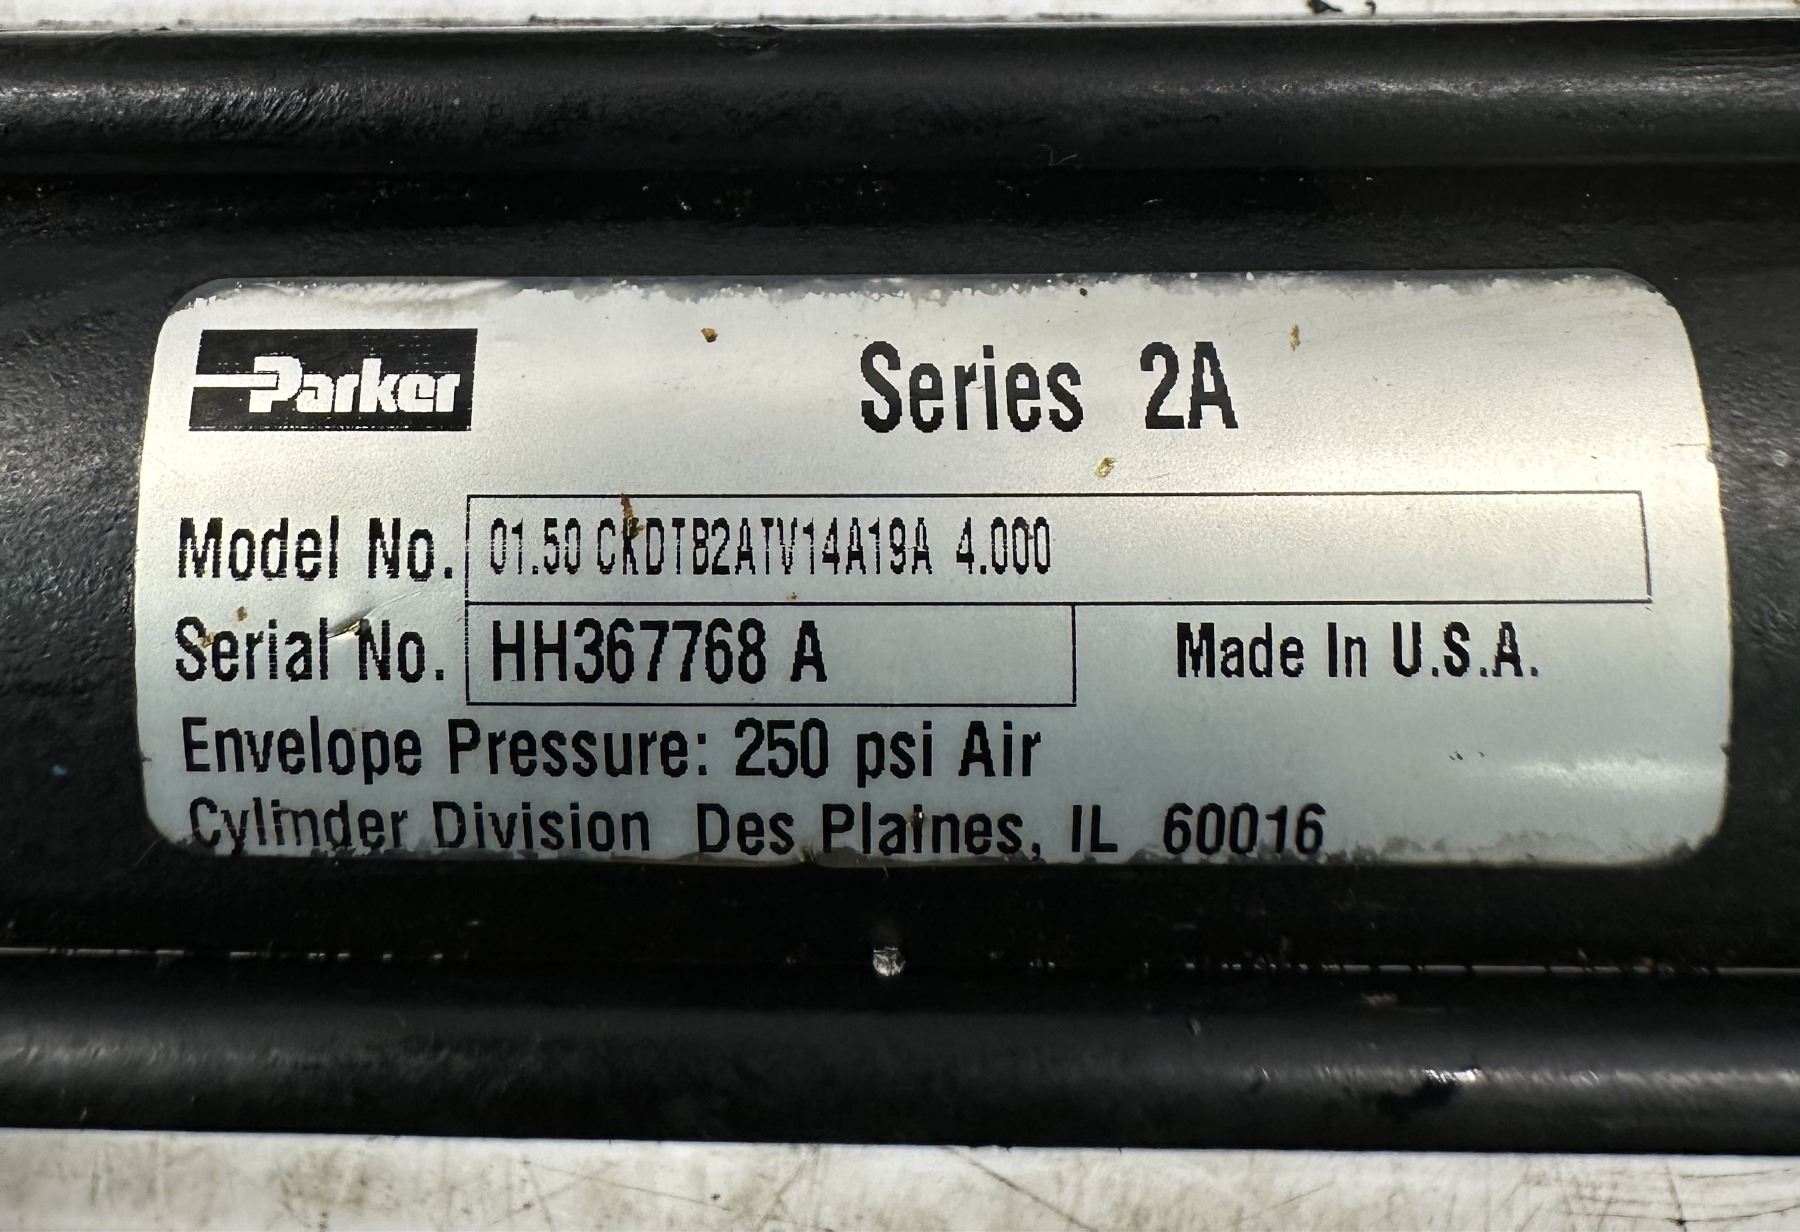 Parker
Series 2A
Model No. 01.50 CKDTB2ATV14A19A 4.000
Serial No. HH367768 A
Made In U.S.A.
Envelope Pressure: 250 psi Air
Cylinder Division Des Plaines, IL 60016